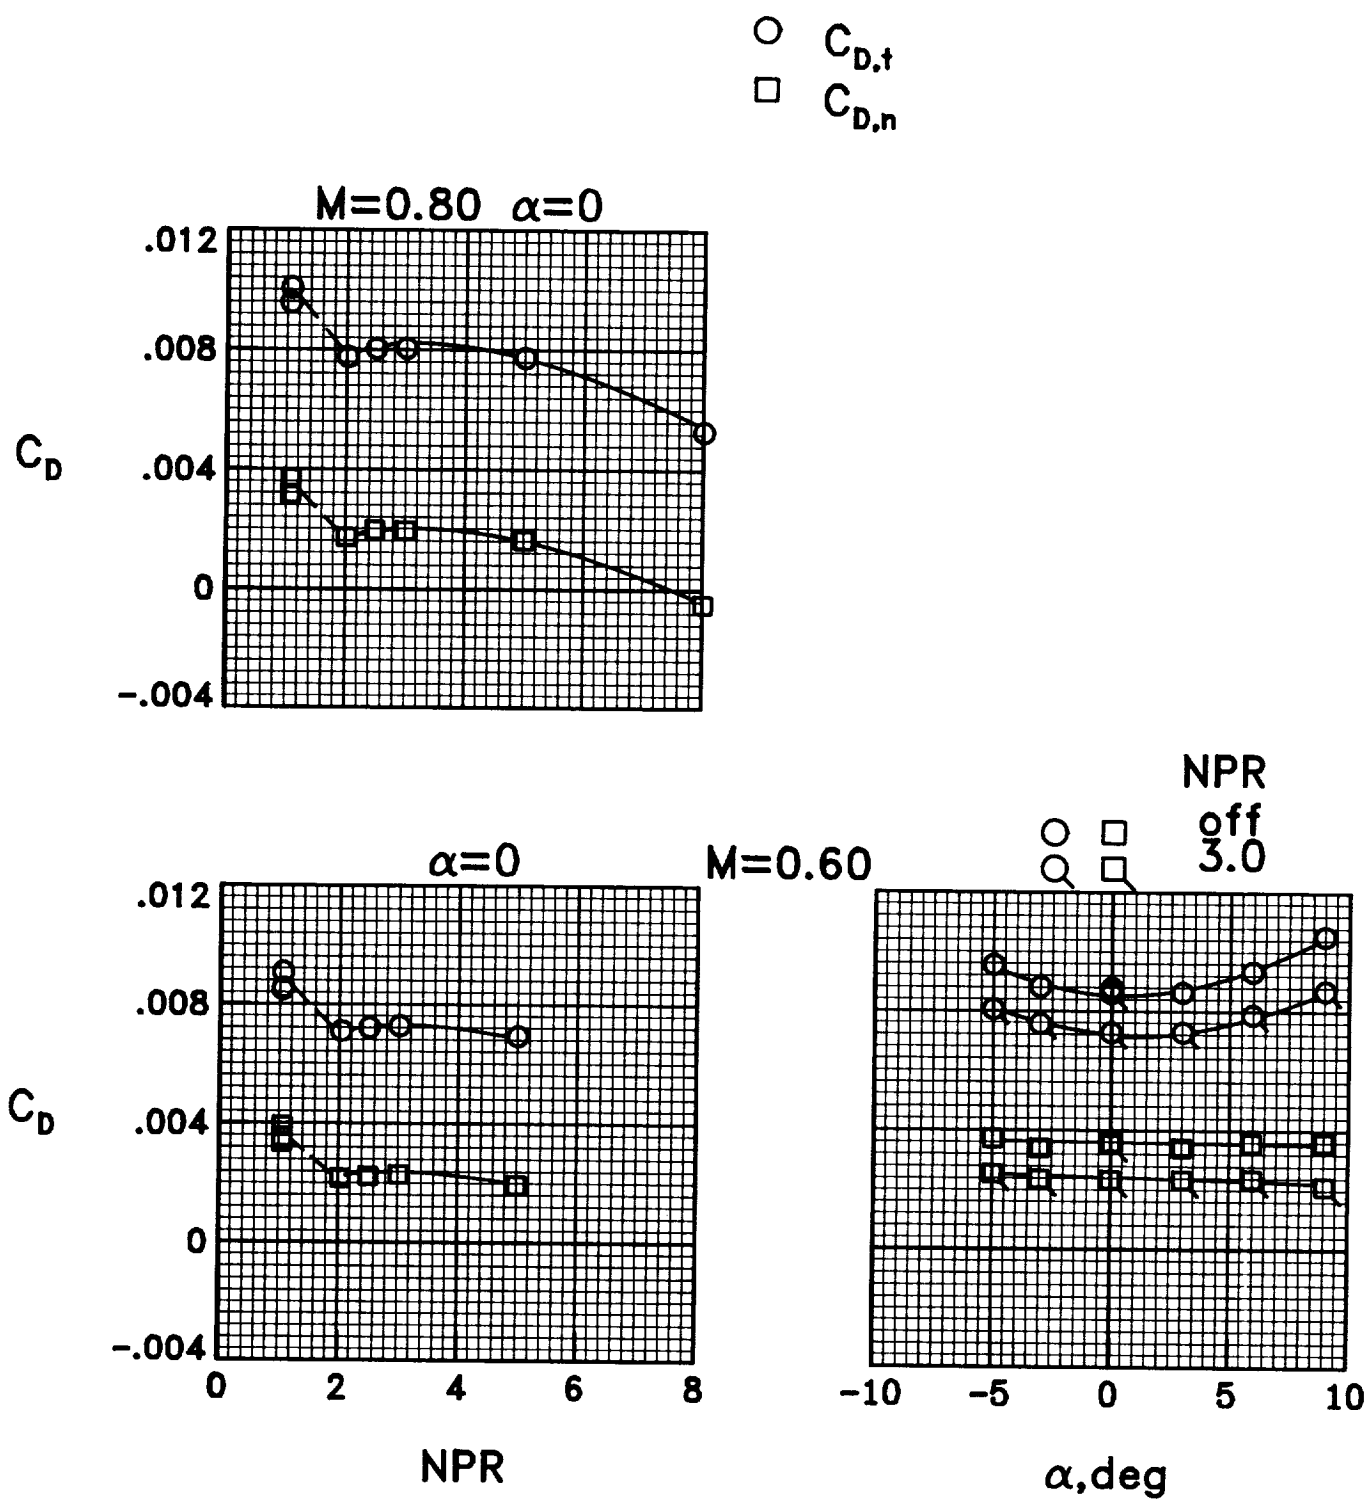 C_D,t
C_D,n
M=0.80 α=0
.012
.008
.004
0
-.004
C_D
NPR
off
3.0
α=0
M=0.60
.012
.008
.004
0
-.004
C_D
0 2 4 6 8
NPR
-10 -5 0 5 10
α,deg